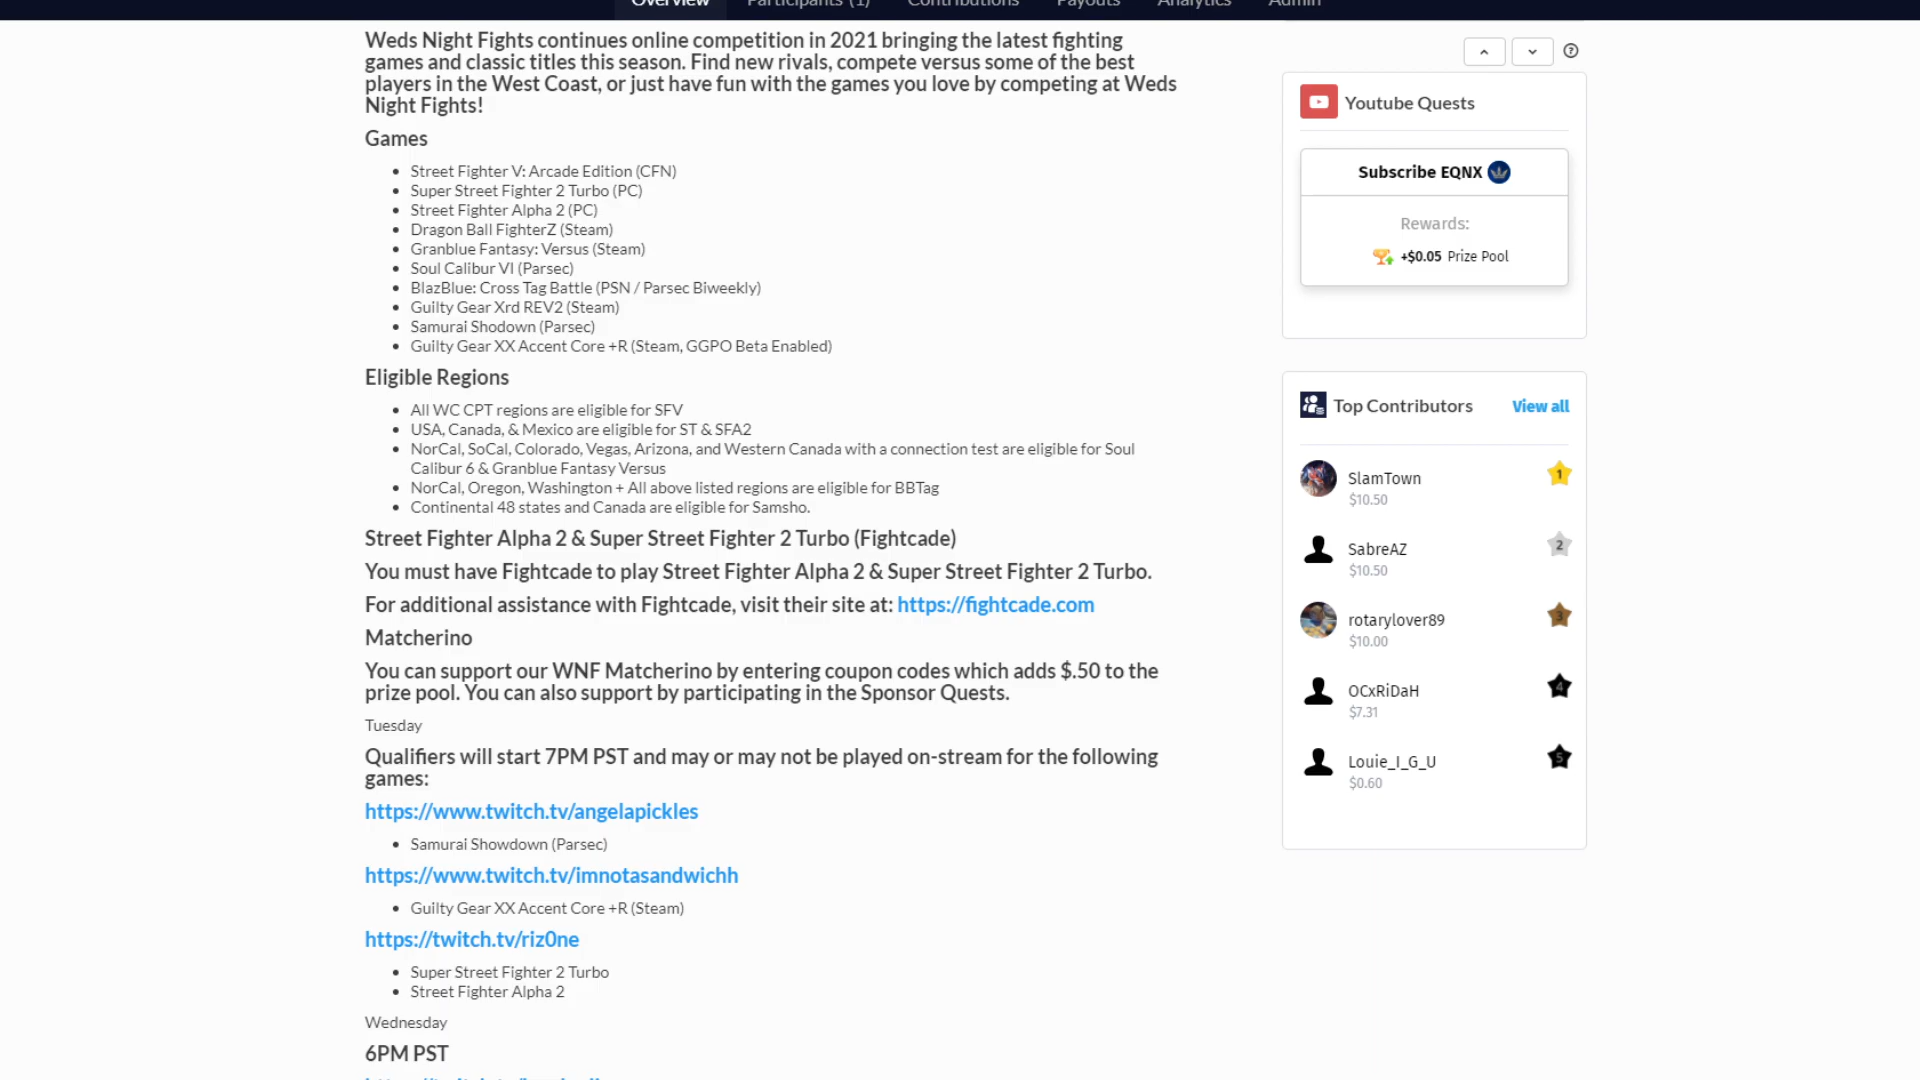 Overview Participants (1) Contributions Payouts Analytics Admin
Weds Night Fights continues online competition in 2021 bringing the latest fighting
games and classic titles this season. Find new rivals, compete versus some of the best
players in the West Coast, or just have fun with the games you love by competing at Weds
Night Fights!
Games
Street Fighter V: Arcade Edition (CFN)
Super Street Fighter 2 Turbo (PC)
Street Fighter Alpha 2 (PC)
Dragon Ball FighterZ (Steam)
Granblue Fantasy: Versus (Steam)
Soul Calibur VI (Parsec)
BlazBlue: Cross Tag Battle (PSN / Parsec Biweekly)
Guilty Gear Xrd REV2 (Steam)
Samurai Shodown (Parsec)
Guilty Gear XX Accent Core +R (Steam, GGPO Beta Enabled)
Eligible Regions
All WC CPT regions are eligible for SFV
USA, Canada, & Mexico are eligible for ST & SFA2
NorCal, SoCal, Colorado, Vegas, Arizona, and Western Canada with a connection test are eligible for Soul
Calibur 6 & Granblue Fantasy Versus
NorCal, Oregon, Washington + All above listed regions are eligible for BBTag
Continental 48 states and Canada are eligible for Samsho.
Street Fighter Alpha 2 & Super Street Fighter 2 Turbo (Fightcade)
You must have Fightcade to play Street Fighter Alpha 2 & Super Street Fighter 2 Turbo.
For additional assistance with Fightcade, visit their site at: https://fightcade.com
Matcherino
You can support our WNF Matcherino by entering coupon codes which adds $.50 to the
prize pool. You can also support by participating in the Sponsor Quests.
Tuesday
Qualifiers will start 7PM PST and may or may not be played on-stream for the following
games:
https://www.twitch.tv/angelapickles
Samurai Showdown (Parsec)
https://www.twitch.tv/imnotasandwichh
Guilty Gear XX Accent Core +R (Steam)
https://twitch.tv/riz0ne
Super Street Fighter 2 Turbo
Street Fighter Alpha 2
Wednesday
6PM PST
Youtube Quests
Subscribe EQNX
Rewards:
+$0.05 Prize Pool
Top Contributors View all
SlamTown 1
$10.50
SabreAZ 2
$10.50
rotarylover89 3
$10.00
OCxRiDaH 4
$7.31
Louie_I_G_U 5
$0.60